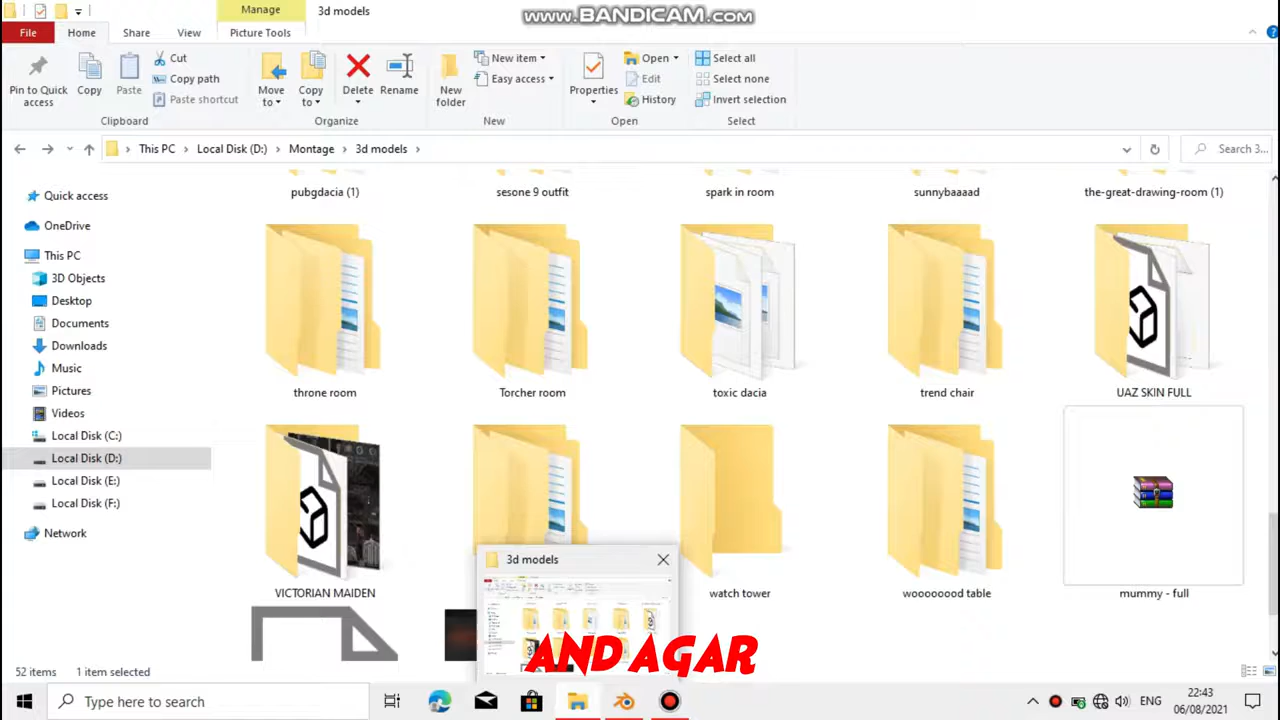 Manage
3d models
www.BANDICAM.com
File
Home
Share
View
Picture Tools
Pin to Quick access
Copy
Paste
Cut
Copy path
Paste shortcut
Clipboard
Move to
Copy to
Delete
Rename
Organize
New folder
New item
Easy access
New
Properties
Open
Edit
History
Open
Select all
Select none
Invert selection
Select
This PC
Local Disk (D:)
Montage
3d models
Search 3...
Quick access
OneDrive
This PC
3D Objects
Desktop
Documents
Downloads
Music
Pictures
Videos
Local Disk (C:)
Local Disk (D:)
Local Disk (E:)
Local Disk (F:)
Network
pubgdacia (1)
sesone 9 outfit
spark in room
sunnybaaaad
the-great-drawing-room (1)
throne room
Torcher room
toxic dacia
trend chair
UAZ SKIN FULL
VICTORIAN MAIDEN
watch tower
woooooood table
mummy - full
3d models
AND AGAR
52 items
1 item selected
Type here to search
ENG
22:43
06/08/2021